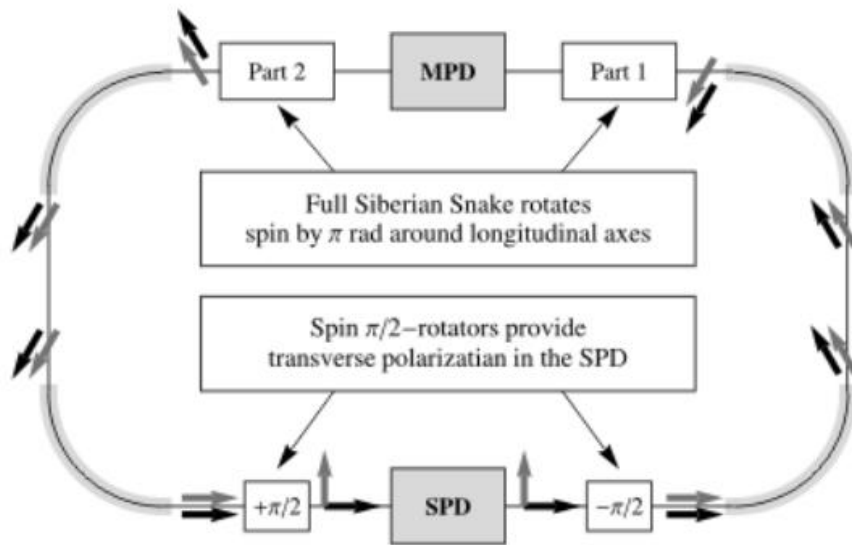 Part 2
MPD
Part 1
Full Siberian Snake rotates
spin by π rad around longitudinal axes
Spin π/2−rotators provide
transverse polarizatian in the SPD
+π/2
SPD
−π/2